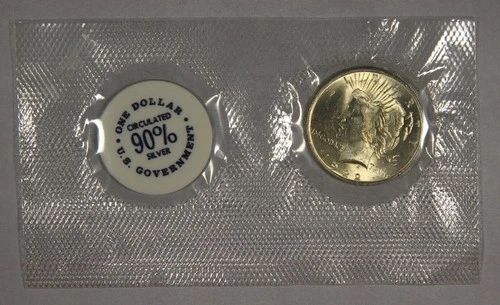 ONE DOLLAR
CIRCULATED
90%
SILVER
U.S. GOVERNMENT